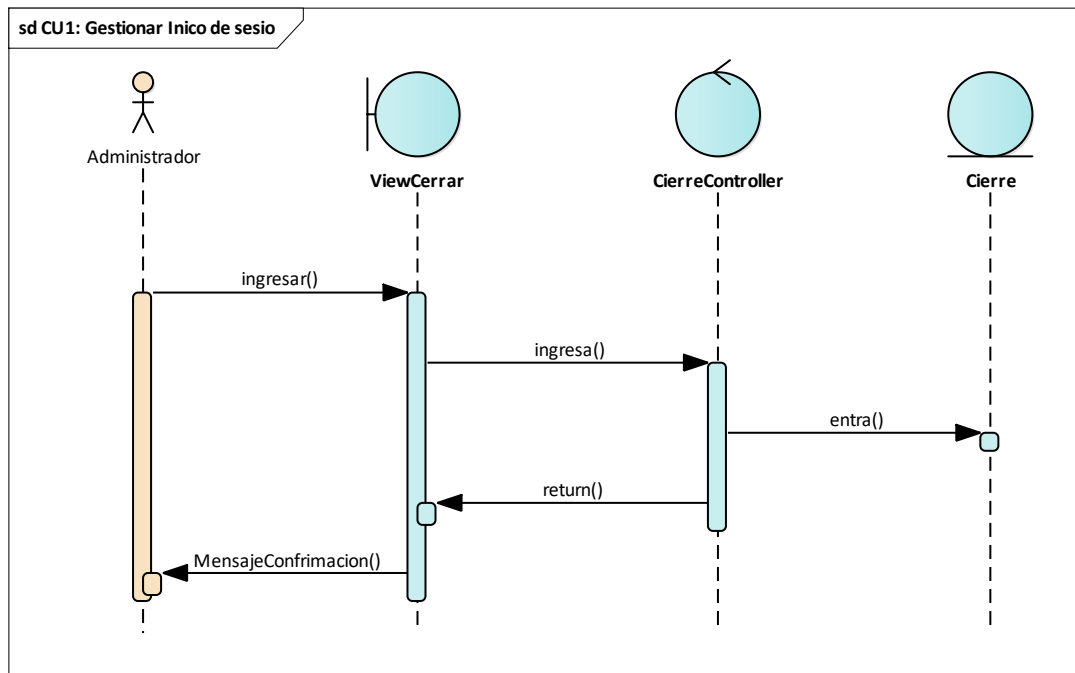 sd CU1: Gestionar Inico de sesio
Administrador
ViewCerrar
CierreController
Cierre
ingresar()
ingresa()
entra()
return()
MensajeConfrimacion()